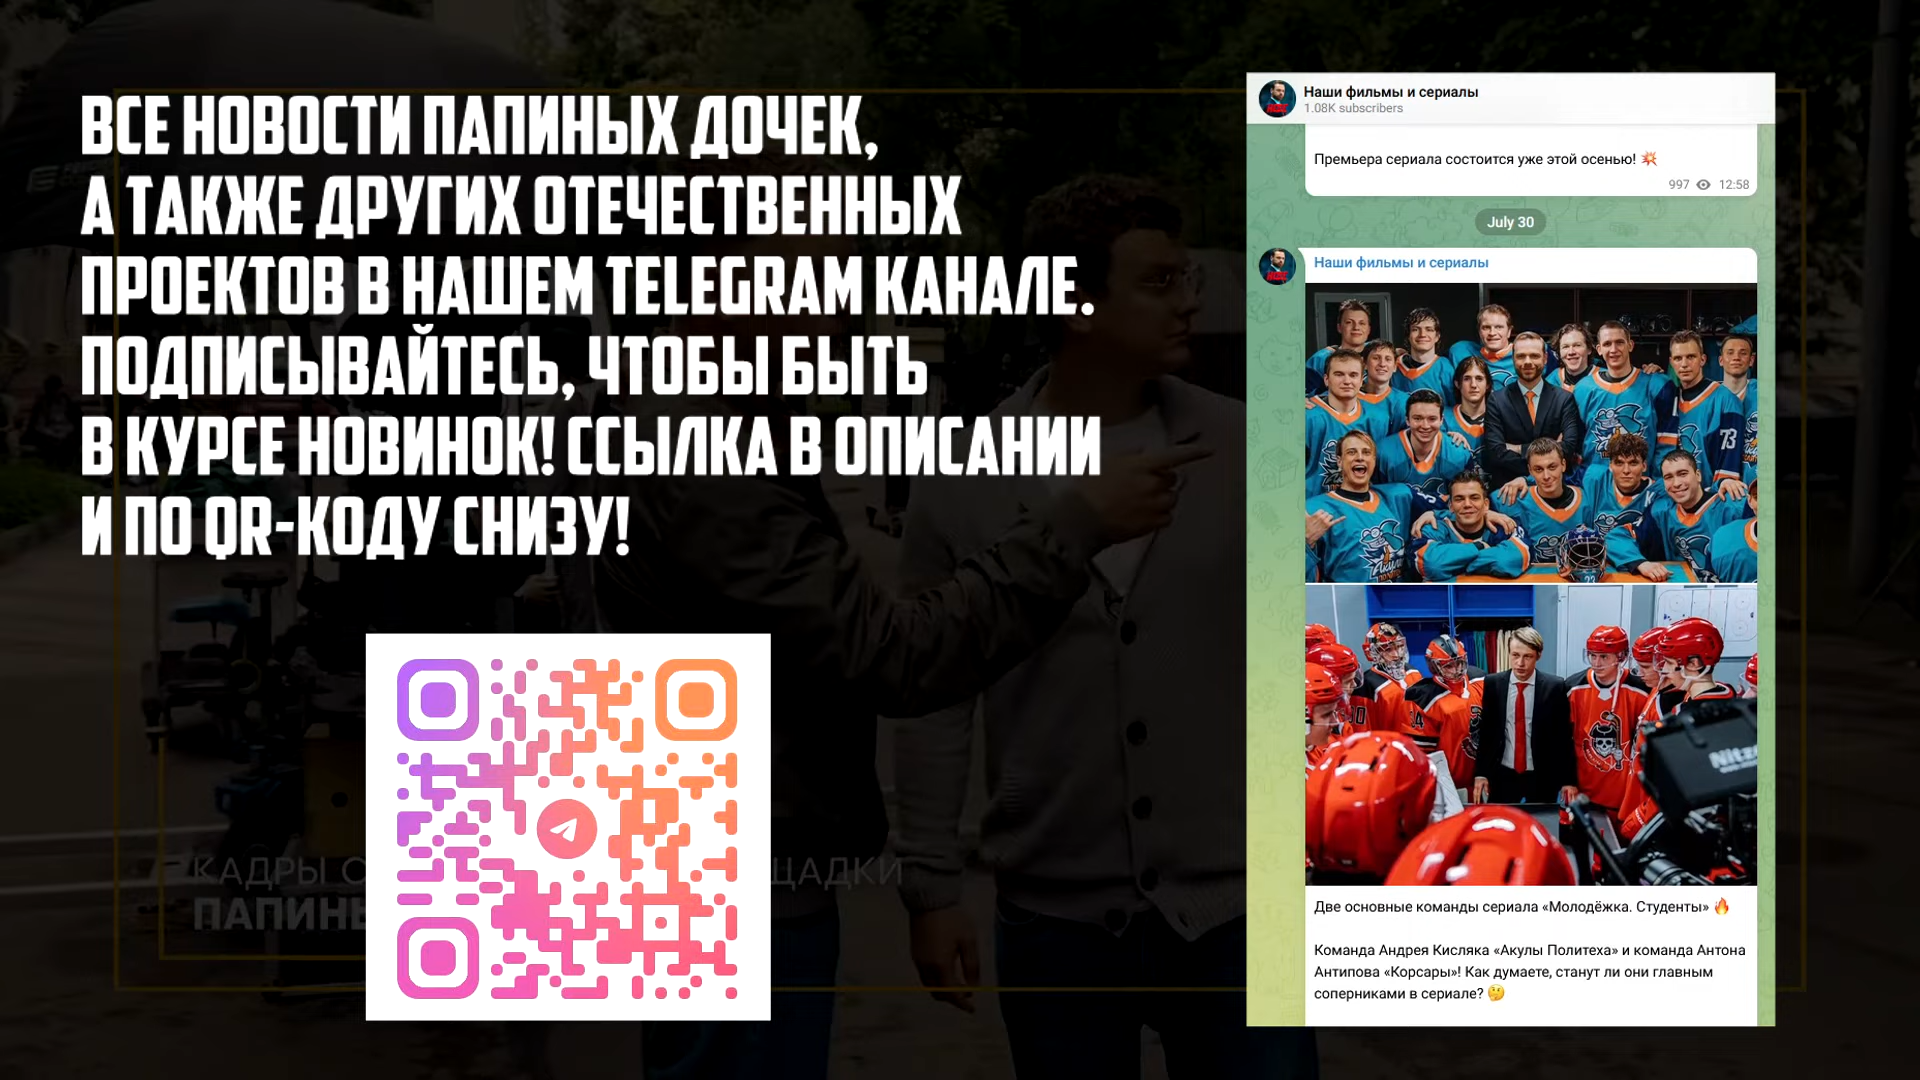 ВСЕ НОВОСТИ ПАПИНЫХ ДОЧЕК,
А ТАКЖЕ ДРУГИХ ОТЕЧЕСТВЕННЫХ
ПРОЕКТОВ В НАШЕМ TELEGRAM КАНАЛЕ.
ПОДПИСЫВАЙТЕСЬ, ЧТОБЫ БЫТЬ
В КУРСЕ НОВИНОК! ССЫЛКА В ОПИСАНИИ
И ПО QR-КОДУ СНИЗУ!
КАДРЫ С
Наши фильмы и сериалы
1.08K subscribers
Премьера сериала состоится уже этой осенью! 💥
997 12:58
July 30
Наши фильмы и сериалы
73
23
Две основные команды сериала «Молодёжка. Студенты» 🔥
Команда Андрея Кисляка «Акулы Политеха» и команда Антона
Антипова «Корсары»! Как думаете, станут ли они главным
соперниками в сериале? 🤔